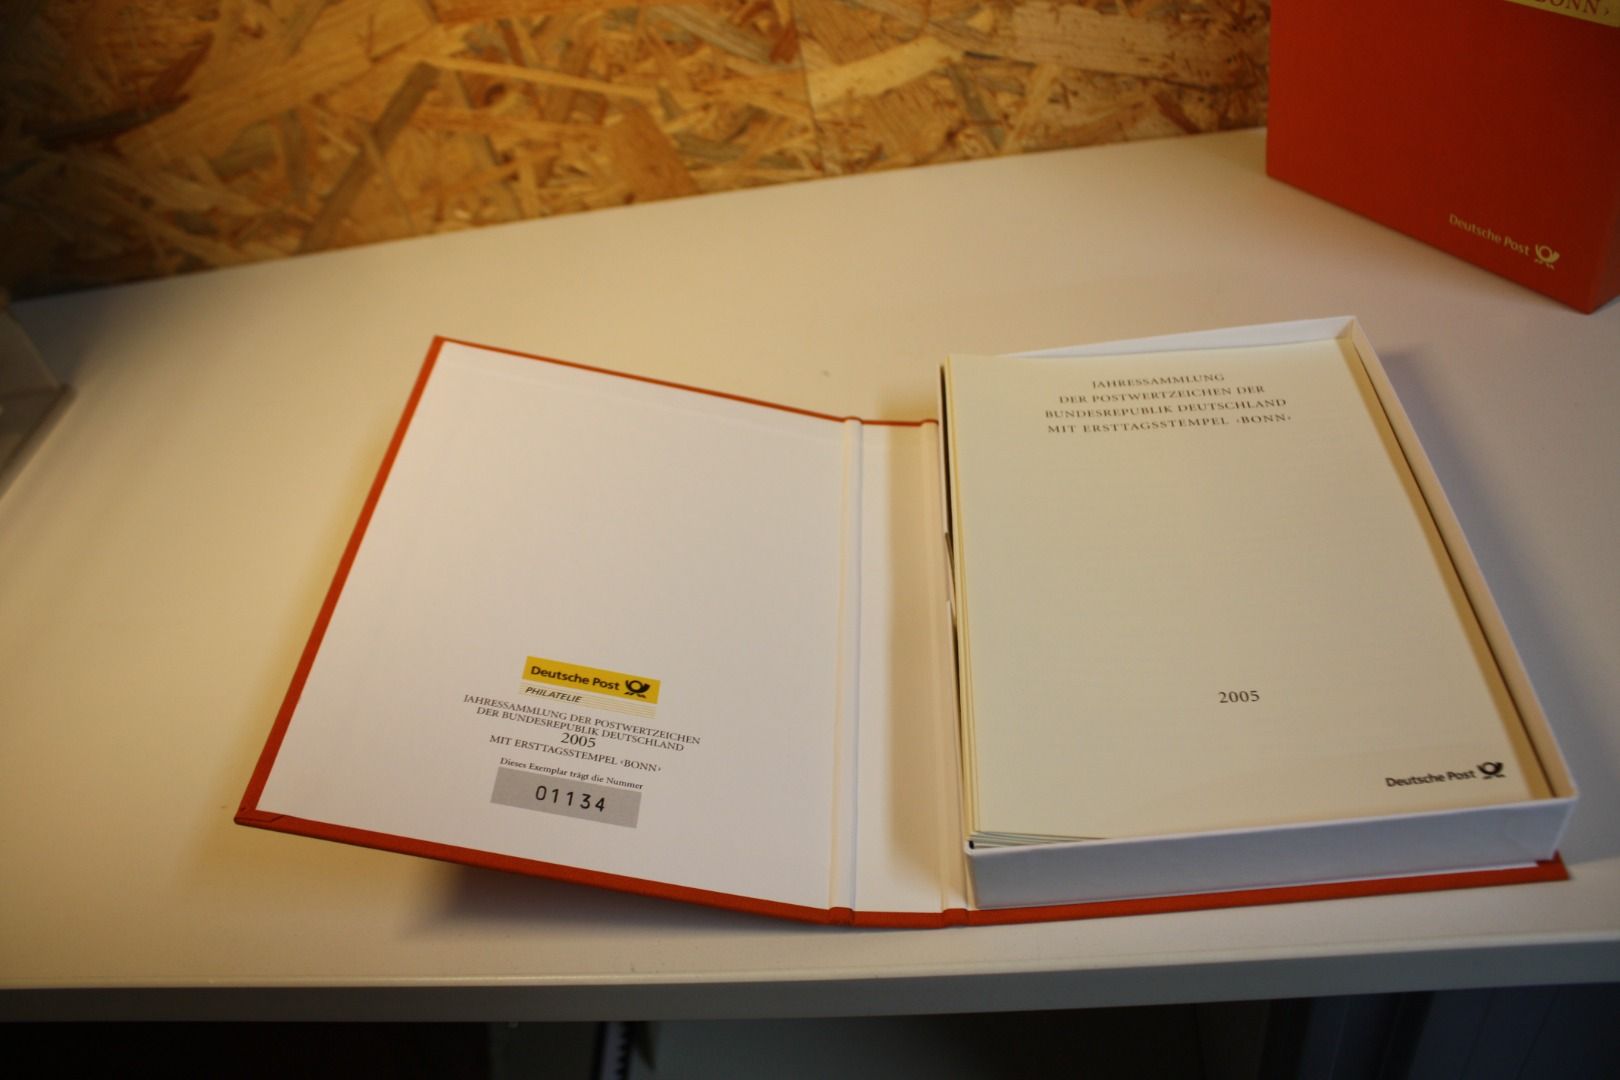 Deutsche Post
PHILATELIE
JAHRESSAMMLUNG DER POSTWERTZEICHEN
DER BUNDESREPUBLIK DEUTSCHLAND
2005
MIT ERSTTAGSSTEMPEL ‹BONN›
Dieses Exemplar trägt die Nummer
01134
JAHRESSAMMLUNG
DER POSTWERTZEICHEN DER
BUNDESREPUBLIK DEUTSCHLAND
MIT ERSTTAGSSTEMPEL ‹BONN›
2005
Deutsche Post
BONN›
Deutsche Post